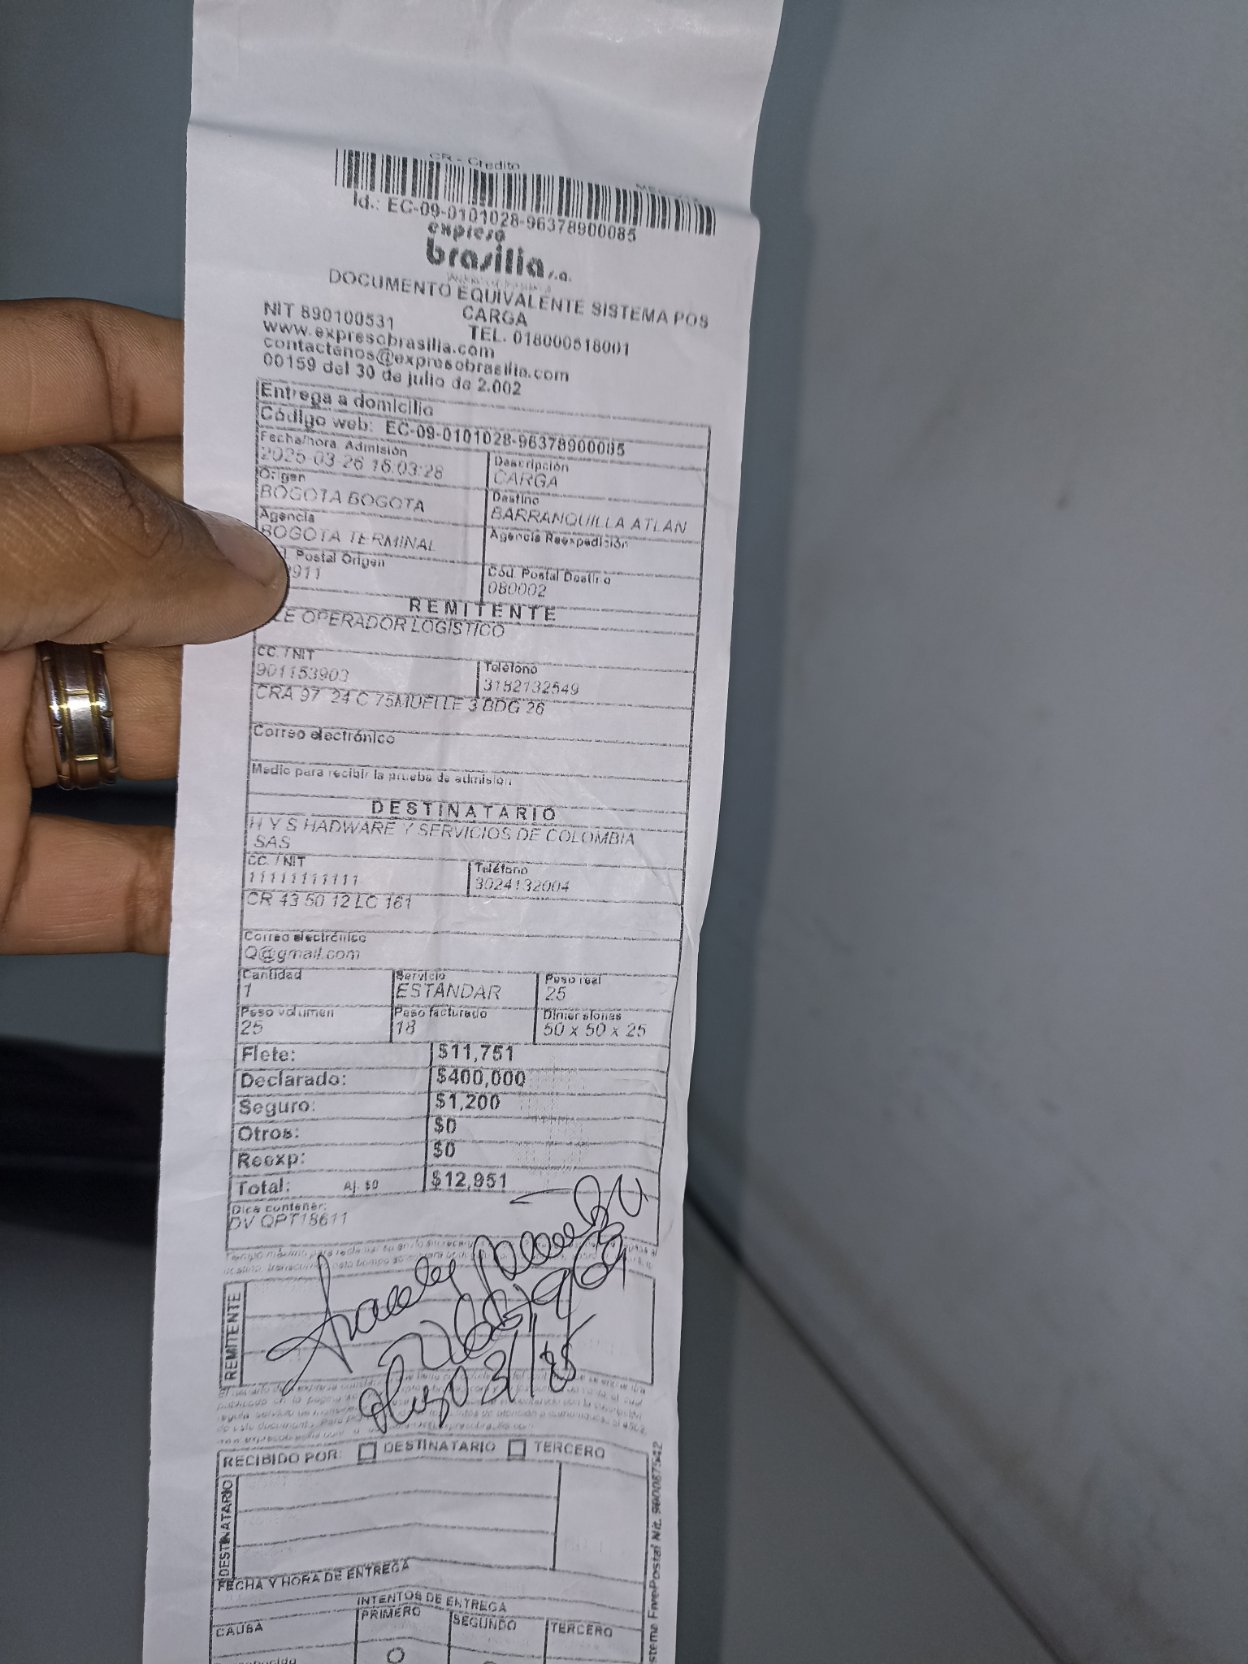 CR - Credito
Id.: EC-09-0101028-96378900085
expreso
brasilia s.a.
DOCUMENTO EQUIVALENTE SISTEMA POS
CARGA
NIT 890100531 TEL. 018000518001
www.expresobrasilia.com
contactenos@expresobrasilia.com
00159 del 30 de julio de 2.002
Entrega a domicilio
Código web: EC-09-0101028-96378900085
Fecha/hora Admisión Descripción
2025-03-26 16:03:28 CARGA
Origen Destino
BOGOTA BOGOTA BARRANQUILLA ATLAN
Agencia Agencia Reexpedición
BOGOTA TERMINAL
Postal Origen Cód. Postal Destino
911 080002
REMITENTE
LE OPERADOR LOGISTICO
CC. / NIT Teléfono
901153903 3182132549
CRA 97 24 C 75MUELLE 3 BDG 26
Correo electrónico
Medio para recibir la prueba de admisión
DESTINATARIO
H Y S HADWARE Y SERVICIOS DE COLOMBIA
SAS
CC. / NIT Teléfono
11111111111 3024132004
CR 43 50 12 LC 161
Correo electrónico
Q@gmail.com
Cantidad Servicio Peso real
1 ESTANDAR 25
Peso volumen Peso facturado Dimensiones
25 18 50 x 50 x 25
Flete: $11,751
Declarado: $400,000
Seguro: $1,200
Otros: $0
Reexp: $0
Total: Aj. $0 $12,951
Dice contener:
DV QPT18611
REMITENTE
RECIBIDO POR: DESTINATARIO TERCERO
DESTINATARIO
FECHA Y HORA DE ENTREGA
INTENTOS DE ENTREGA
CAUSA PRIMERO SEGUNDO TERCERO